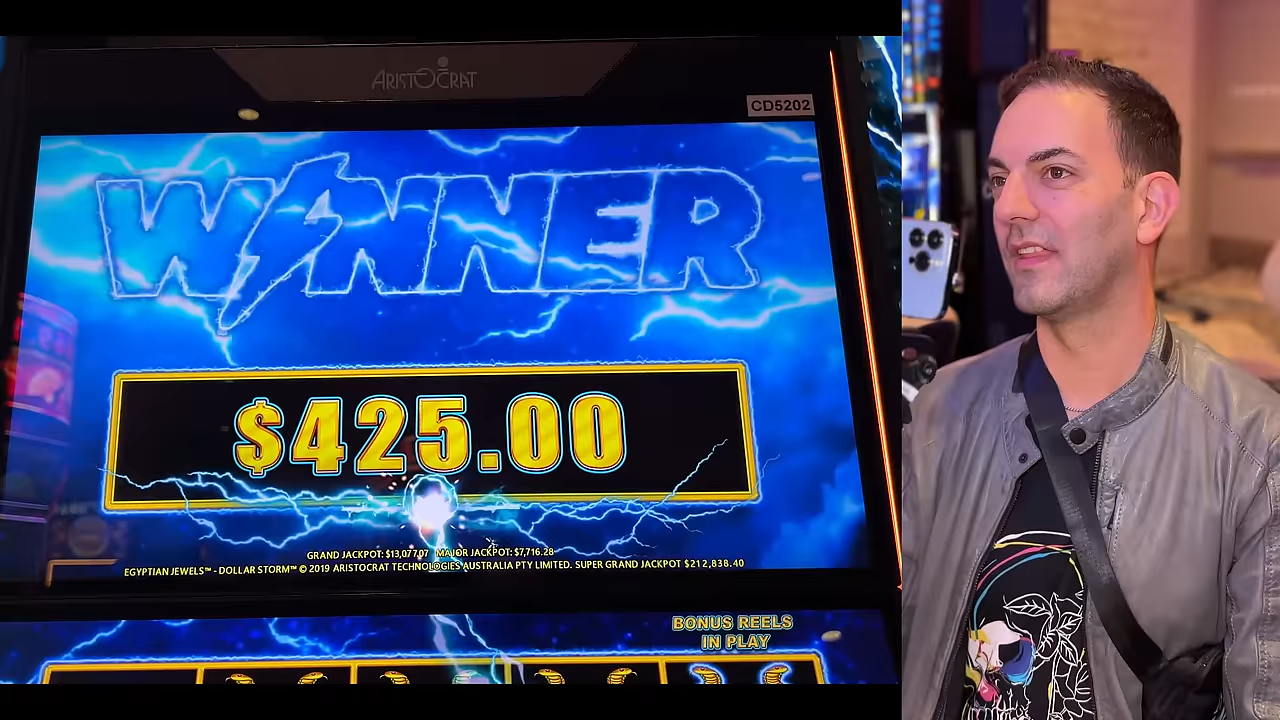 ARISTOCRAT
CD5202
WINNER
$425.00
GRAND JACKPOT: $13,077.07 MAJOR JACKPOT: $7,716.28
EGYPTIAN JEWELS™ - DOLLAR STORM™ © 2019 ARISTOCRAT TECHNOLOGIES AUSTRALIA PTY LIMITED. SUPER GRAND JACKPOT $212,838.40
BONUS REELS
IN PLAY